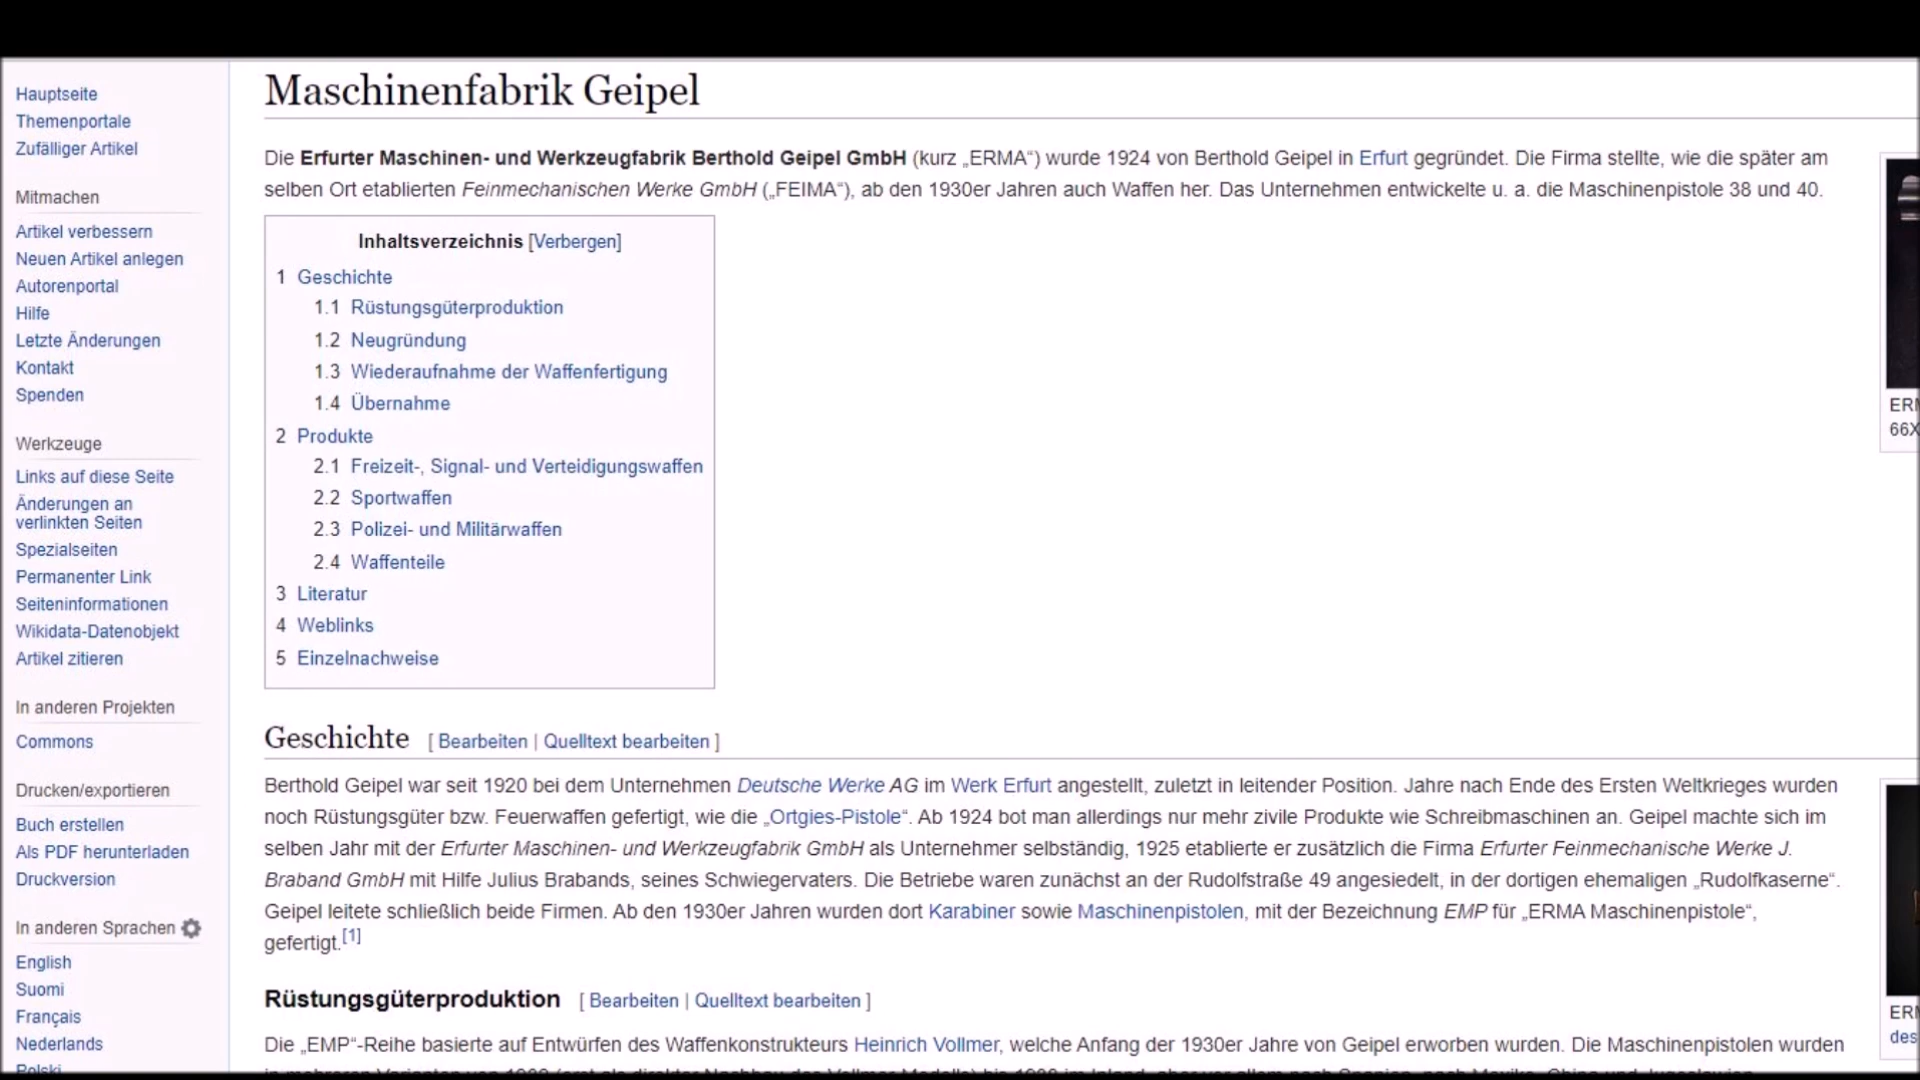 Hauptseite
Themenportale
Zufälliger Artikel
Mitmachen
Artikel verbessern
Neuen Artikel anlegen
Autorenportal
Hilfe
Letzte Änderungen
Kontakt
Spenden
Werkzeuge
Links auf diese Seite
Änderungen an
verlinkten Seiten
Spezialseiten
Permanenter Link
Seiteninformationen
Wikidata-Datenobjekt
Artikel zitieren
In anderen Projekten
Commons
Drucken/exportieren
Buch erstellen
Als PDF herunterladen
Druckversion
In anderen Sprachen
English
Suomi
Français
Nederlands
Polski
Maschinenfabrik Geipel
Die Erfurter Maschinen- und Werkzeugfabrik Berthold Geipel GmbH (kurz „ERMA“) wurde 1924 von Berthold Geipel in Erfurt gegründet. Die Firma stellte, wie die später am
selben Ort etablierten Feinmechanischen Werke GmbH („FEIMA“), ab den 1930er Jahren auch Waffen her. Das Unternehmen entwickelte u. a. die Maschinenpistole 38 und 40.
Inhaltsverzeichnis [Verbergen]
1 Geschichte
1.1 Rüstungsgüterproduktion
1.2 Neugründung
1.3 Wiederaufnahme der Waffenfertigung
1.4 Übernahme
2 Produkte
2.1 Freizeit-, Signal- und Verteidigungswaffen
2.2 Sportwaffen
2.3 Polizei- und Militärwaffen
2.4 Waffenteile
3 Literatur
4 Weblinks
5 Einzelnachweise
Geschichte [ Bearbeiten | Quelltext bearbeiten ]
Berthold Geipel war seit 1920 bei dem Unternehmen Deutsche Werke AG im Werk Erfurt angestellt, zuletzt in leitender Position. Jahre nach Ende des Ersten Weltkrieges wurden
noch Rüstungsgüter bzw. Feuerwaffen gefertigt, wie die „Ortgies-Pistole“. Ab 1924 bot man allerdings nur mehr zivile Produkte wie Schreibmaschinen an. Geipel machte sich im
selben Jahr mit der Erfurter Maschinen- und Werkzeugfabrik GmbH als Unternehmer selbständig, 1925 etablierte er zusätzlich die Firma Erfurter Feinmechanische Werke J.
Braband GmbH mit Hilfe Julius Brabands, seines Schwiegervaters. Die Betriebe waren zunächst an der Rudolfstraße 49 angesiedelt, in der dortigen ehemaligen „Rudolfkaserne“.
Geipel leitete schließlich beide Firmen. Ab den 1930er Jahren wurden dort Karabiner sowie Maschinenpistolen, mit der Bezeichnung EMP für „ERMA Maschinenpistole“,
gefertigt.[1]
Rüstungsgüterproduktion [ Bearbeiten | Quelltext bearbeiten ]
Die „EMP“-Reihe basierte auf Entwürfen des Waffenkonstrukteurs Heinrich Vollmer, welche Anfang der 1930er Jahre von Geipel erworben wurden. Die Maschinenpistolen wurden
66X
des